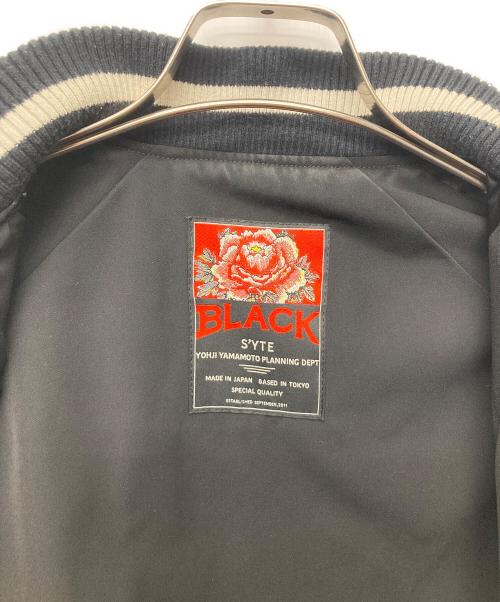 BLACK
S'YTE
YOHJI YAMAMOTO PLANNING DEPT
MADE IN JAPAN BASED IN TOKYO
SPECIAL QUALITY
ESTABLISHED SEPTEMBER, 2011